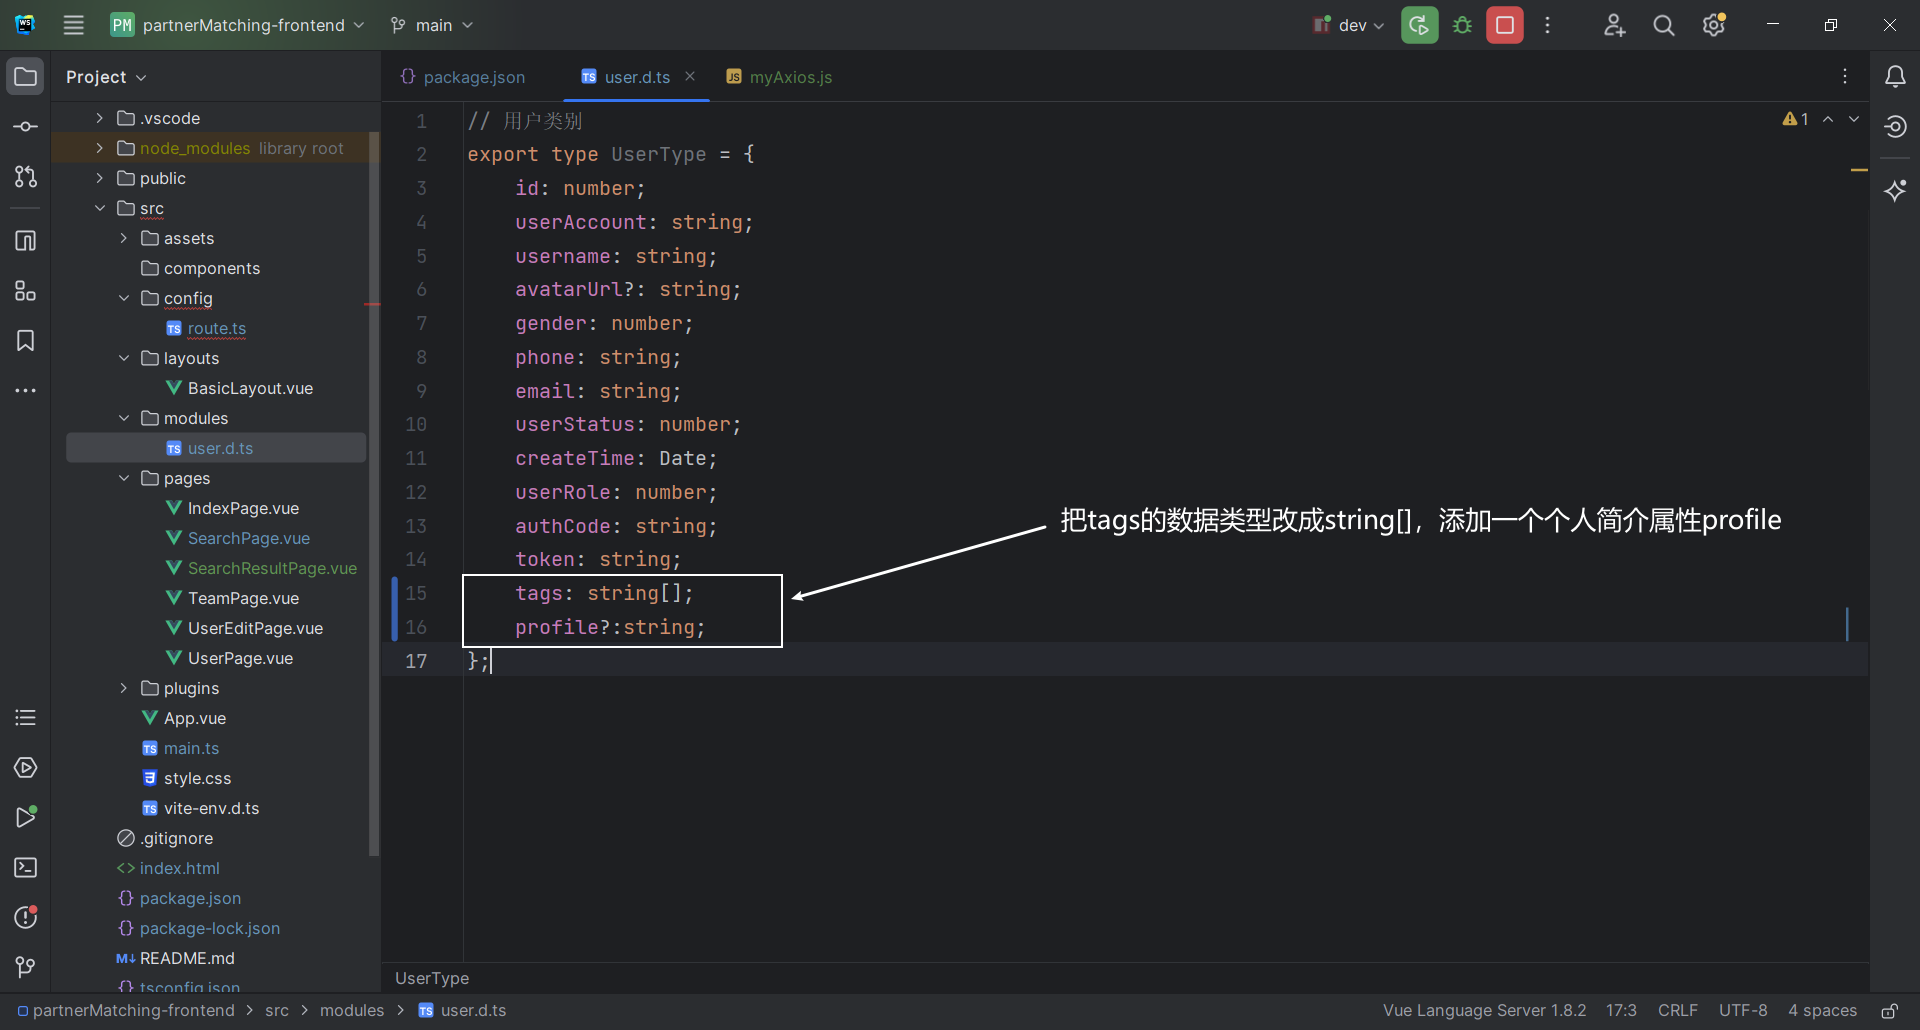 WS
PM partnerMatching-frontend
main
dev
Project
package.json
TS user.d.ts
JS myAxios.js
.vscode
node_modules library root
public
src
assets
components
config
TS route.ts
layouts
BasicLayout.vue
modules
TS user.d.ts
pages
IndexPage.vue
SearchPage.vue
SearchResultPage.vue
TeamPage.vue
UserEditPage.vue
UserPage.vue
plugins
App.vue
TS main.ts
style.css
TS vite-env.d.ts
.gitignore
<> index.html
{} package.json
{} package-lock.json
M↓ README.md
{} tsconfig.json
1 // 用户类别
2 export type UserType = {
3 id: number;
4 userAccount: string;
5 username: string;
6 avatarUrl?: string;
7 gender: number;
8 phone: string;
9 email: string;
10 userStatus: number;
11 createTime: Date;
12 userRole: number;
13 authCode: string;
14 token: string;
15 tags: string[];
16 profile?:string;
17 };
1
把tags的数据类型改成string[]，添加一个个人简介属性profile
UserType
partnerMatching-frontend > src > modules > TS user.d.ts
Vue Language Server 1.8.2 17:3 CRLF UTF-8 4 spaces